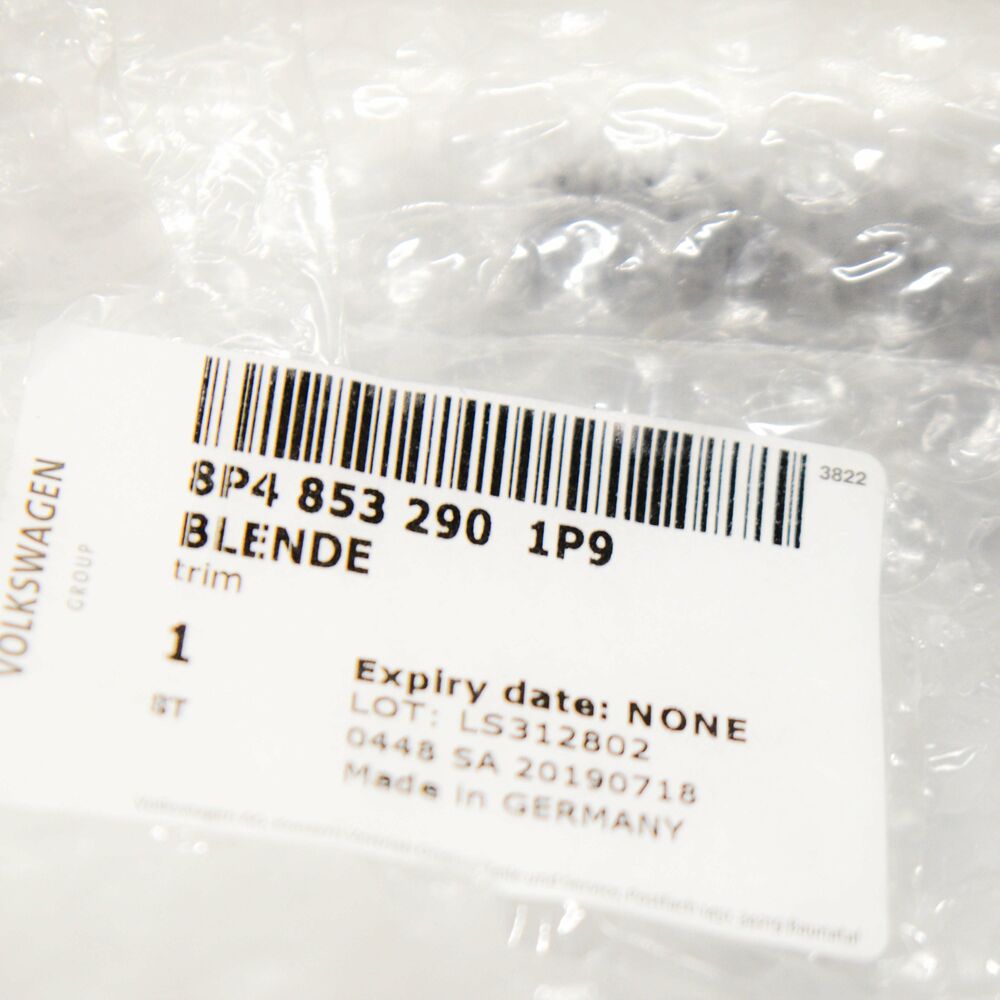 3822
8P4 853 290 1P9
BLENDE
trim
VOLKSWAGEN
GROUP
1
BT
Expiry date: NONE
LOT: LS312802
0448 SA 20190718
Made in GERMANY